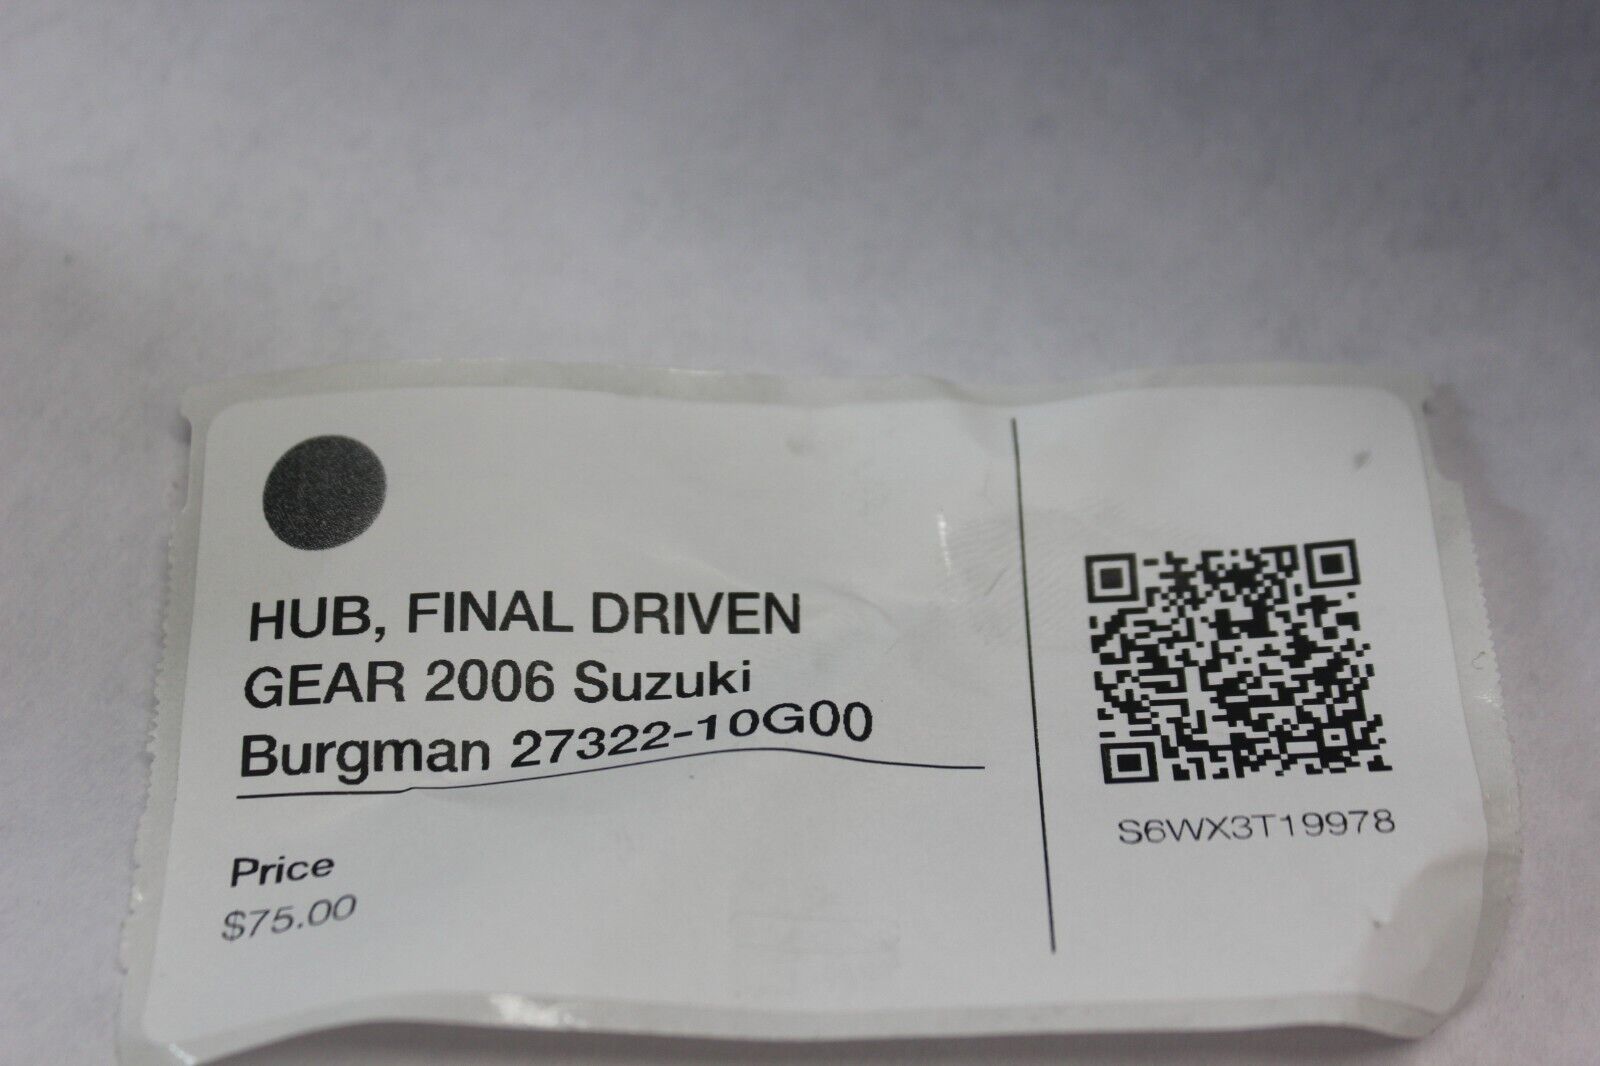 HUB, FINAL DRIVEN
GEAR 2006 Suzuki
Burgman 27322-10G00
Price
$75.00
S6WX3T19978